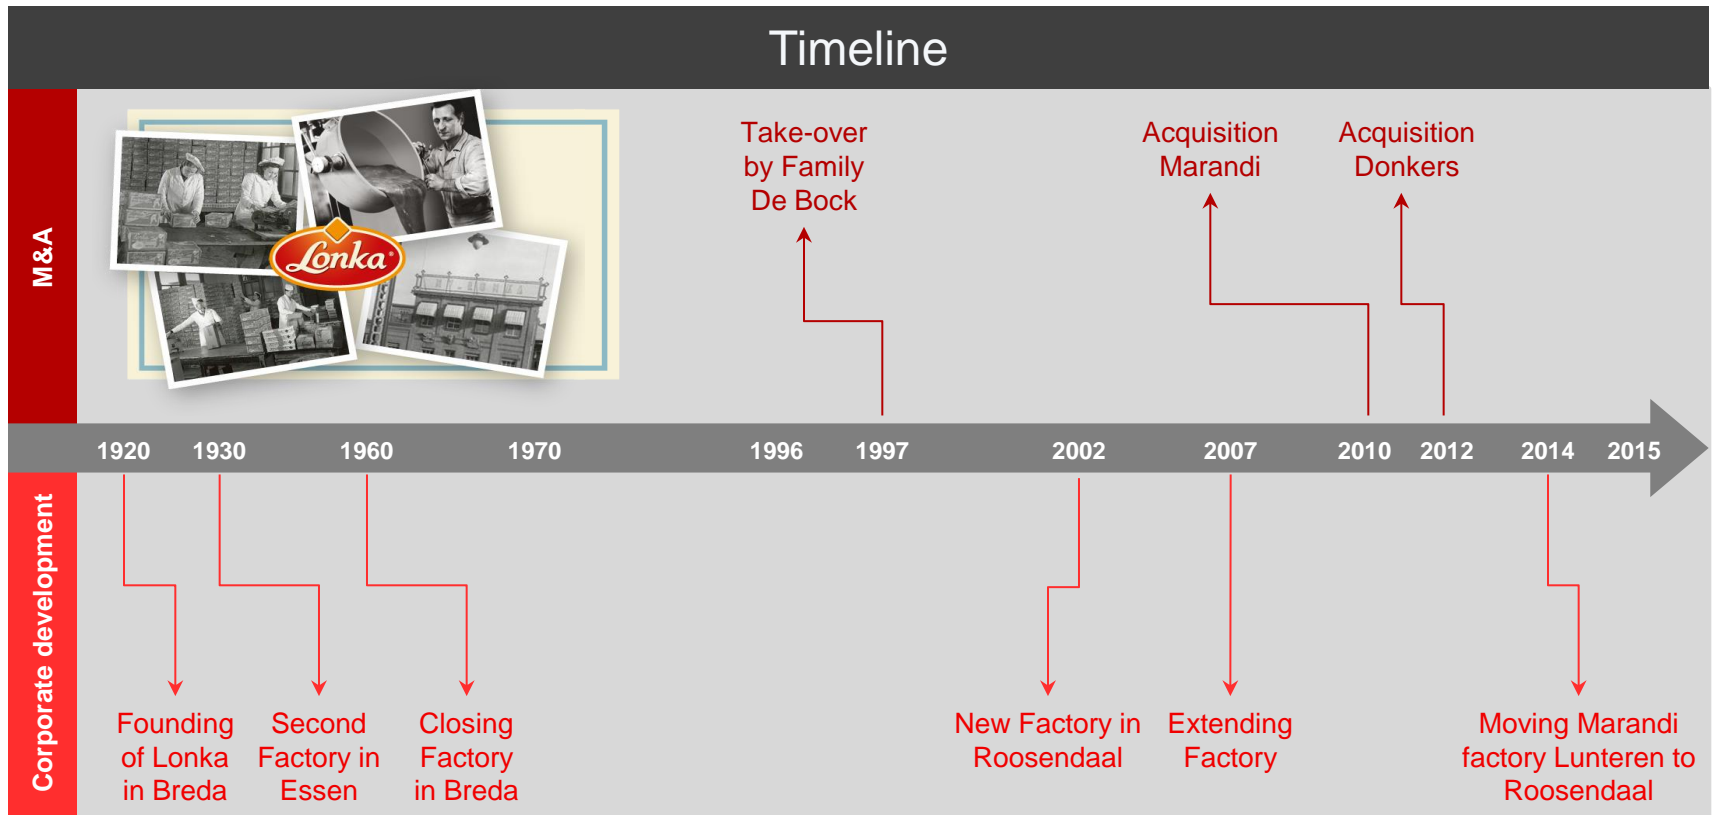 Timeline
M&A
Lonka
Take-over
by Family
De Bock
Acquisition
Marandi
Acquisition
Donkers
1920 1930 1960 1970 1996 1997 2002 2007 2010 2012 2014 2015
Corporate development
Founding
of Lonka
in Breda
Second
Factory in
Essen
Closing
Factory
in Breda
New Factory in
Roosendaal
Extending
Factory
Moving Marandi
factory Lunteren to
Roosendaal